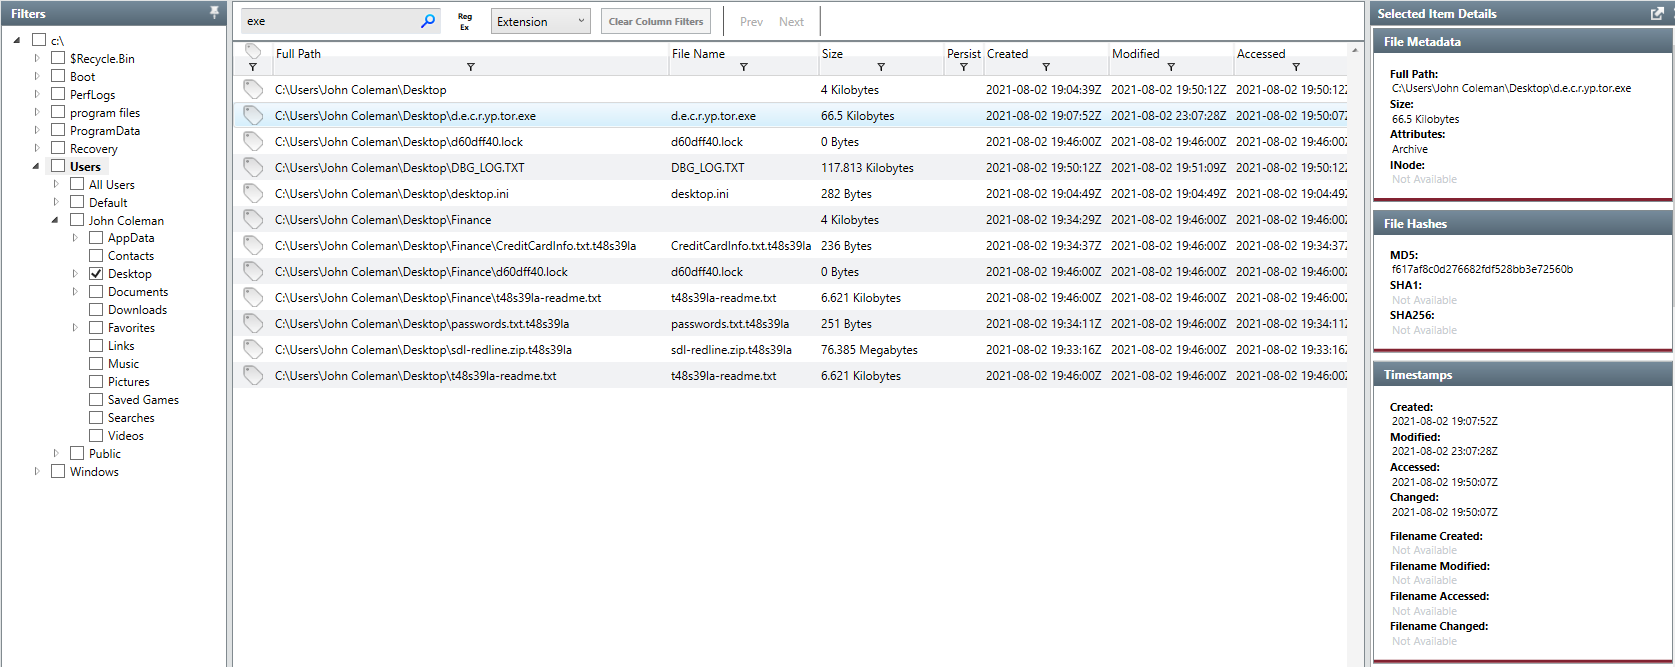 Filters
c:\
$Recycle.Bin
Boot
PerfLogs
program files
ProgramData
Recovery
Users
All Users
Default
John Coleman
AppData
Contacts
Desktop
Documents
Downloads
Favorites
Links
Music
Pictures
Saved Games
Searches
Videos
Public
Windows
exe
Reg
Ex
Extension
Clear Column Filters
Prev Next
Full Path File Name Size Persist Created Modified Accessed
C:\Users\John Coleman\Desktop 4 Kilobytes 2021-08-02 19:04:39Z 2021-08-02 19:50:12Z 2021-08-02 19:50:12Z
C:\Users\John Coleman\Desktop\d.e.c.r.yp.tor.exe d.e.c.r.yp.tor.exe 66.5 Kilobytes 2021-08-02 19:07:52Z 2021-08-02 23:07:28Z 2021-08-02 19:50:07Z
C:\Users\John Coleman\Desktop\d60dff40.lock d60dff40.lock 0 Bytes 2021-08-02 19:46:00Z 2021-08-02 19:46:00Z 2021-08-02 19:46:00Z
C:\Users\John Coleman\Desktop\DBG_LOG.TXT DBG_LOG.TXT 117.813 Kilobytes 2021-08-02 19:50:12Z 2021-08-02 19:51:09Z 2021-08-02 19:50:12Z
C:\Users\John Coleman\Desktop\desktop.ini desktop.ini 282 Bytes 2021-08-02 19:04:49Z 2021-08-02 19:04:49Z 2021-08-02 19:04:49Z
C:\Users\John Coleman\Desktop\Finance 4 Kilobytes 2021-08-02 19:34:29Z 2021-08-02 19:46:00Z 2021-08-02 19:46:00Z
C:\Users\John Coleman\Desktop\Finance\CreditCardInfo.txt.t48s39la CreditCardInfo.txt.t48s39la 236 Bytes 2021-08-02 19:34:37Z 2021-08-02 19:46:00Z 2021-08-02 19:34:37Z
C:\Users\John Coleman\Desktop\Finance\d60dff40.lock d60dff40.lock 0 Bytes 2021-08-02 19:46:00Z 2021-08-02 19:46:00Z 2021-08-02 19:46:00Z
C:\Users\John Coleman\Desktop\Finance\t48s39la-readme.txt t48s39la-readme.txt 6.621 Kilobytes 2021-08-02 19:46:00Z 2021-08-02 19:46:00Z 2021-08-02 19:46:00Z
C:\Users\John Coleman\Desktop\passwords.txt.t48s39la passwords.txt.t48s39la 251 Bytes 2021-08-02 19:34:11Z 2021-08-02 19:46:00Z 2021-08-02 19:34:11Z
C:\Users\John Coleman\Desktop\sdl-redline.zip.t48s39la sdl-redline.zip.t48s39la 76.385 Megabytes 2021-08-02 19:33:16Z 2021-08-02 19:46:00Z 2021-08-02 19:33:16Z
C:\Users\John Coleman\Desktop\t48s39la-readme.txt t48s39la-readme.txt 6.621 Kilobytes 2021-08-02 19:46:00Z 2021-08-02 19:46:00Z 2021-08-02 19:46:00Z
Selected Item Details
File Metadata
Full Path:
C:\Users\John Coleman\Desktop\d.e.c.r.yp.tor.exe
Size:
66.5 Kilobytes
Attributes:
Archive
INode:
Not Available
File Hashes
MD5:
f617af8c0d276682fdf528bb3e72560b
SHA1:
Not Available
SHA256:
Not Available
Timestamps
Created:
2021-08-02 19:07:52Z
Modified:
2021-08-02 23:07:28Z
Accessed:
2021-08-02 19:50:07Z
Changed:
2021-08-02 19:50:07Z
Filename Created:
Not Available
Filename Modified:
Not Available
Filename Accessed:
Not Available
Filename Changed:
Not Available